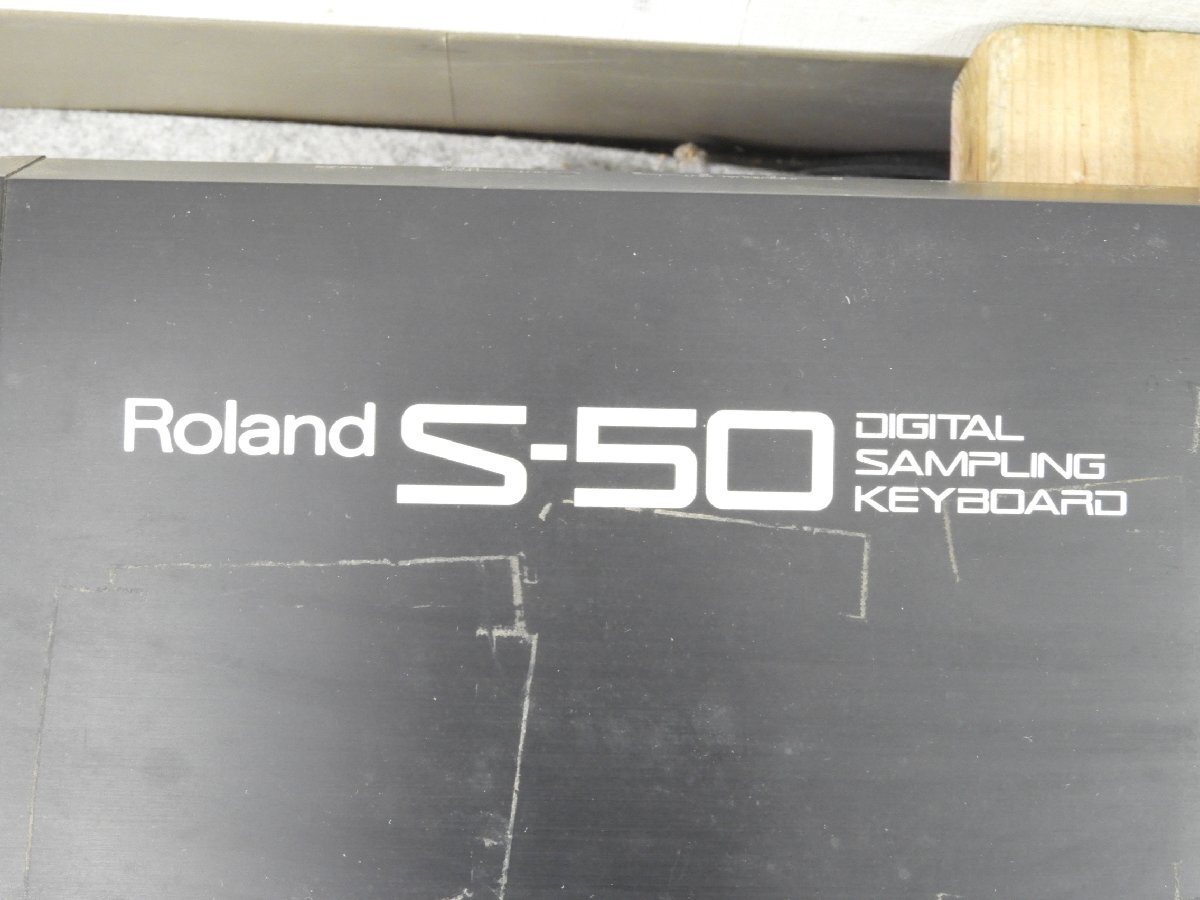 Roland S-50 DIGITAL
SAMPLING
KEYBOARD